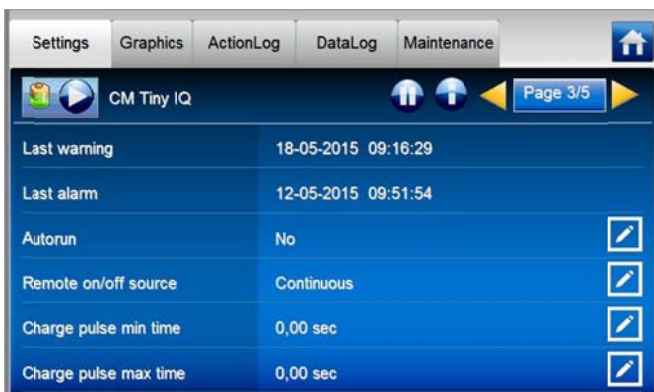 Settings Graphics ActionLog DataLog Maintenance
CM Tiny IQ Page 3/5
Last warning 18-05-2015 09:16:29
Last alarm 12-05-2015 09:51:54
Autorun No
Remote on/off source Continuous
Charge pulse min time 0,00 sec
Charge pulse max time 0,00 sec